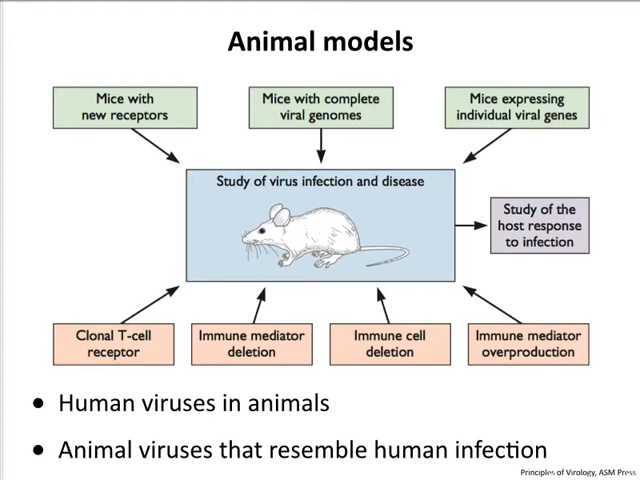 Animal models
Mice with
new receptors
Mice with complete
viral genomes
Mice expressing
individual viral genes
Study of virus infection and disease
Study of the
host response
to infection
Clonal T-cell
receptor
Immune mediator
deletion
Immune cell
deletion
Immune mediator
overproduction
● Human viruses in animals
● Animal viruses that resemble human infection
Principles of Virology, ASM Press